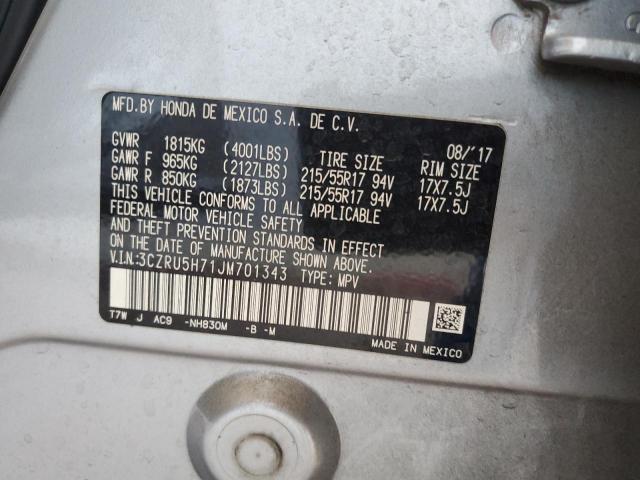 MFD.BY HONDA DE MEXICO S.A. DE C.V.
08/'17
GVWR 1815KG (4001LBS) TIRE SIZE RIM SIZE
GAWR F 965KG (2127LBS) 215/55R17 94V 17X7.5J
GAWR R 850KG (1873LBS) 215/55R17 94V 17X7.5J
THIS VEHICLE CONFORMS TO ALL APPLICABLE
FEDERAL MOTOR VEHICLE SAFETY
AND THEFT PREVENTION STANDARDS IN EFFECT
ON THE DATE OF MANUFACTURE SHOWN ABOVE.
V.I.N:3CZRU5H71JM701343 TYPE: MPV
T7W J AC9 -NH830M -B -M
MADE IN MEXICO